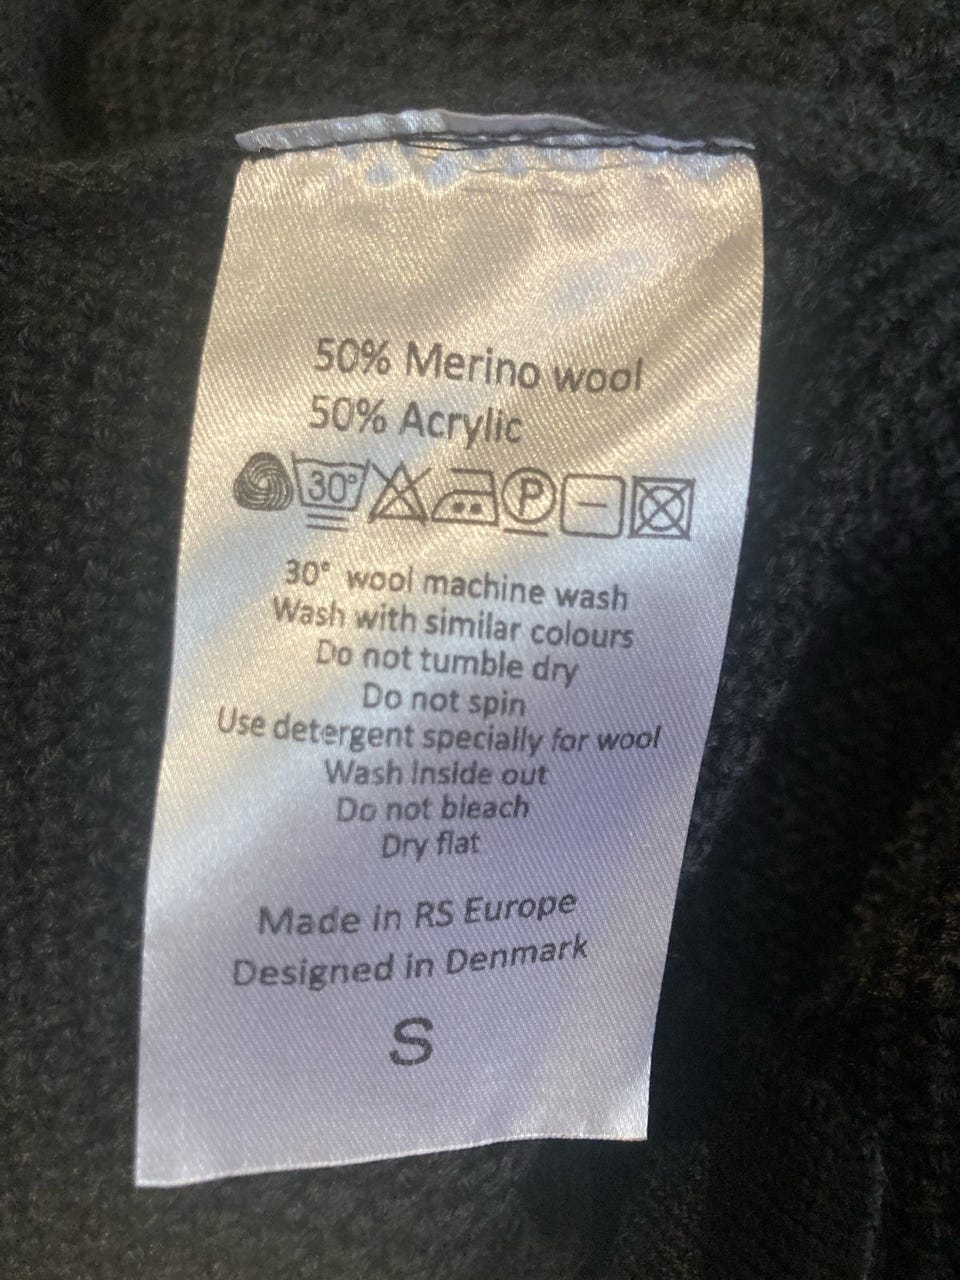 50% Merino wool
50% Acrylic
30° P
30° wool machine wash
Wash with similar colours
Do not tumble dry
Do not spin
Use detergent specially for wool
Wash inside out
Do not bleach
Dry flat
Made in RS Europe
Designed in Denmark
S